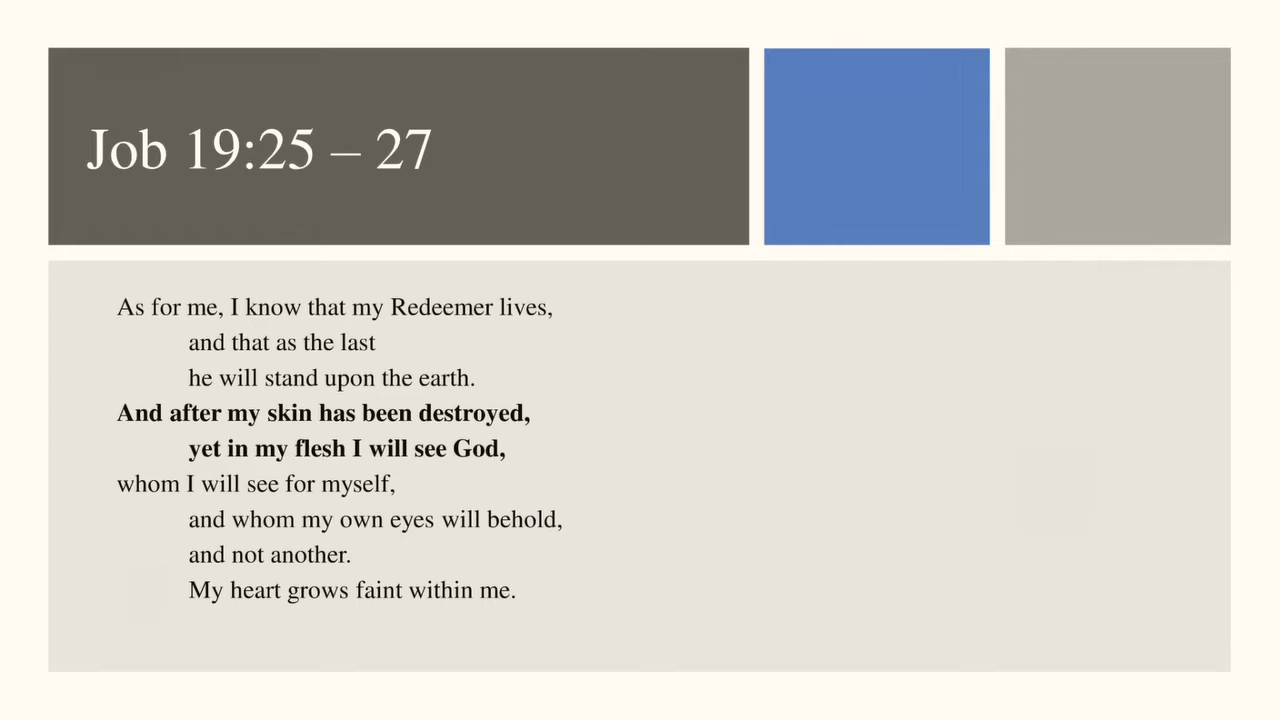 Job 19:25 – 27
As for me, I know that my Redeemer lives,
and that as the last
he will stand upon the earth.
And after my skin has been destroyed,
yet in my flesh I will see God,
whom I will see for myself,
and whom my own eyes will behold,
and not another.
My heart grows faint within me.